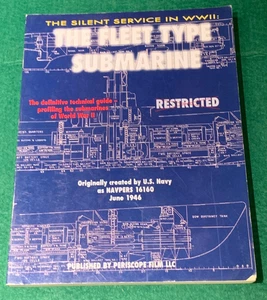 THE SILENT SERVICE IN WWII:
THE FLEET TYPE
SUBMARINE
The definitive technical guide
profiling the submarines
of World War II
RESTRICTED
Originally created by U.S. Navy
as NAVPERS 16160
June 1946
PUBLISHED BY PERISCOPE FILM LLC